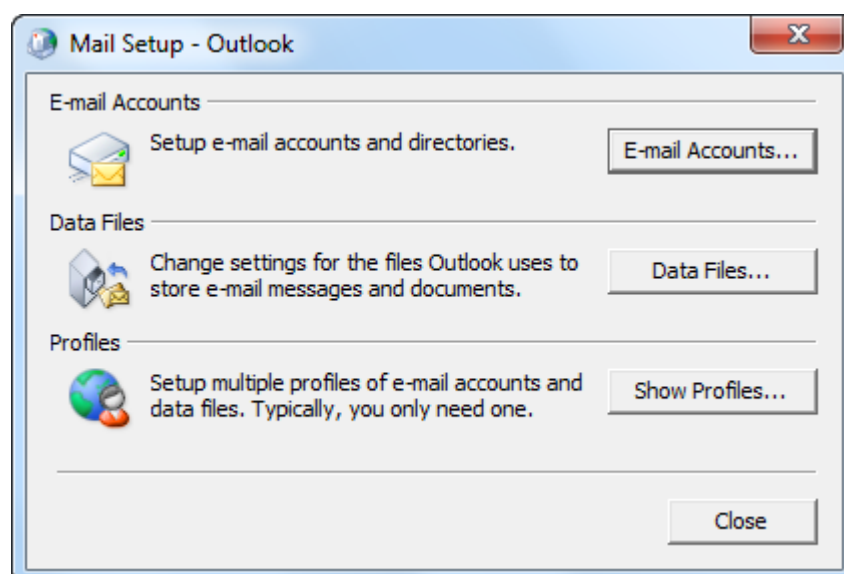 Mail Setup - Outlook
E-mail Accounts
Setup e-mail accounts and directories.
E-mail Accounts...
Data Files
Change settings for the files Outlook uses to
store e-mail messages and documents.
Data Files...
Profiles
Setup multiple profiles of e-mail accounts and
data files. Typically, you only need one.
Show Profiles...
Close